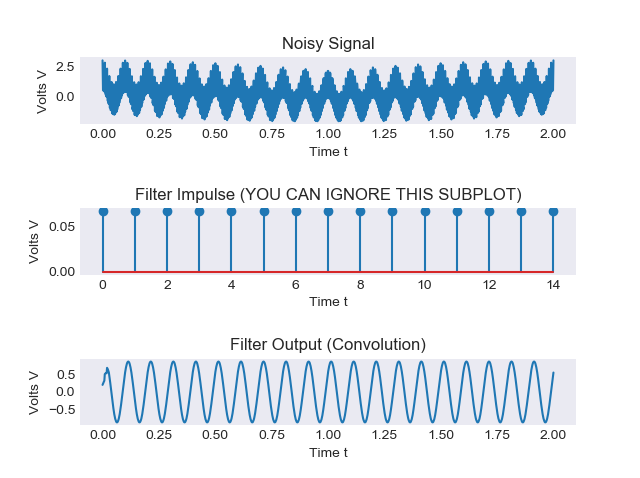 Noisy Signal
Volts V
2.5
0.0
0.00 0.25 0.50 0.75 1.00 1.25 1.50 1.75 2.00
Time t
Filter Impulse (YOU CAN IGNORE THIS SUBPLOT)
Volts V
0.05
0.00
0 2 4 6 8 10 12 14
Time t
Filter Output (Convolution)
Volts V
0.5
0.0
−0.5
0.00 0.25 0.50 0.75 1.00 1.25 1.50 1.75 2.00
Time t